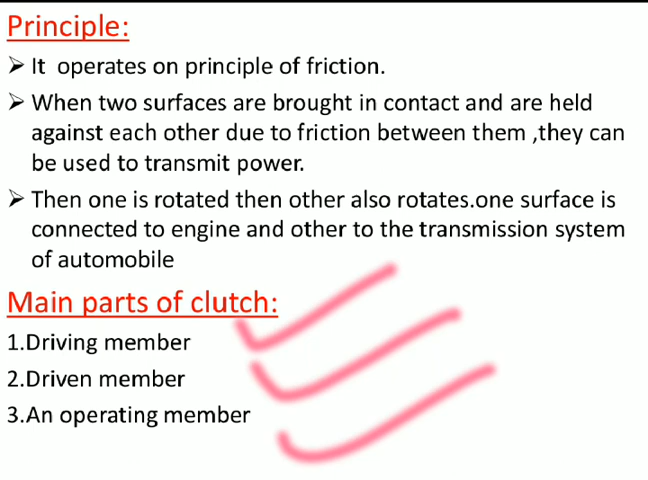 Principle:
➢ It operates on principle of friction.
➢ When two surfaces are brought in contact and are held
against each other due to friction between them ,they can
be used to transmit power.
➢ Then one is rotated then other also rotates.one surface is
connected to engine and other to the transmission system
of automobile
Main parts of clutch:
1.Driving member
2.Driven member
3.An operating member